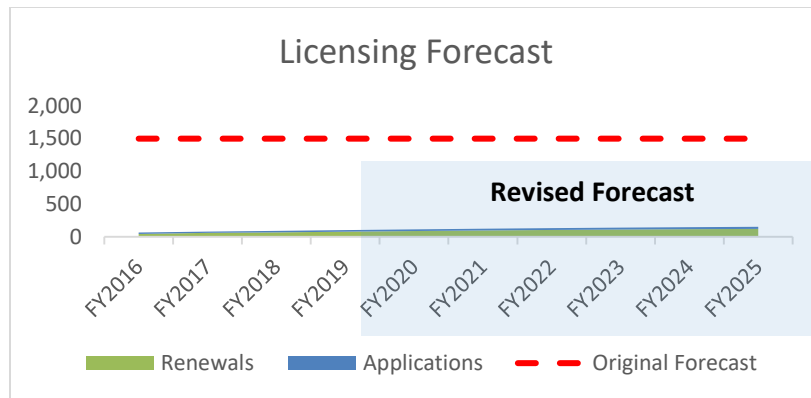 Licensing Forecast
2,000
1,500
1,000
500
0
Revised Forecast
FY2016
FY2017
FY2018
FY2019
FY2020
FY2021
FY2022
FY2023
FY2024
FY2025
Renewals
Applications
Original Forecast